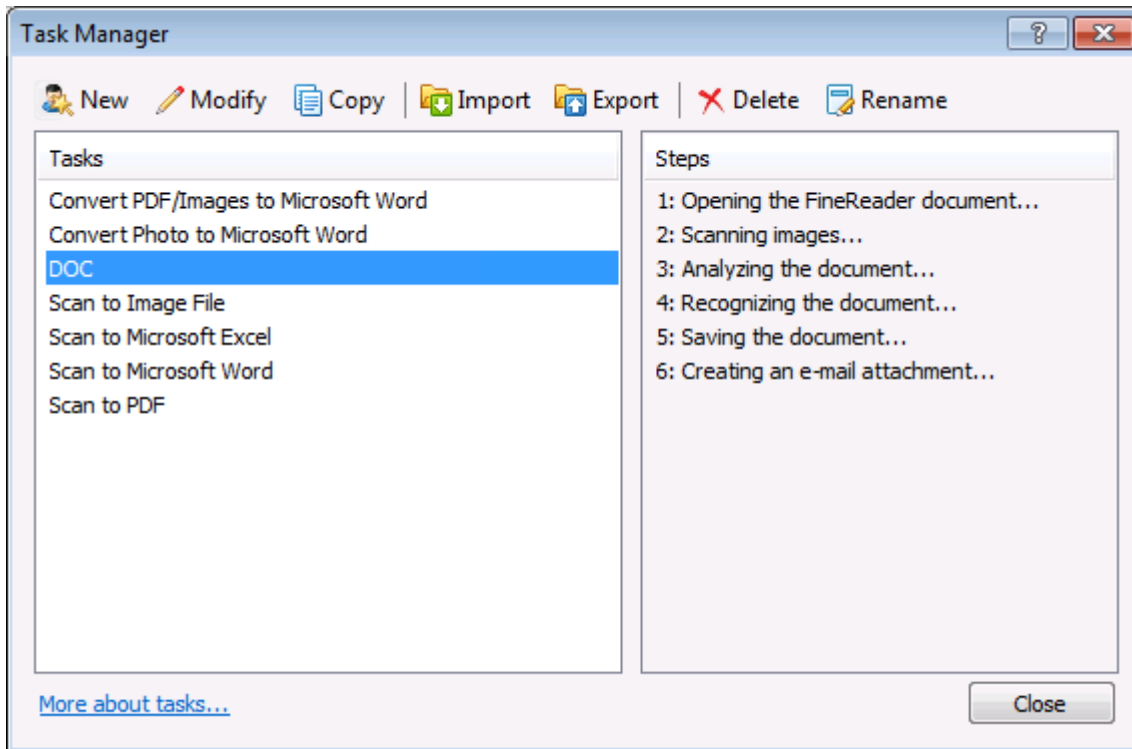 Task Manager
New Modify Copy Import Export Delete Rename
Tasks
Convert PDF/Images to Microsoft Word
Convert Photo to Microsoft Word
DOC
Scan to Image File
Scan to Microsoft Excel
Scan to Microsoft Word
Scan to PDF
Steps
1: Opening the FineReader document...
2: Scanning images...
3: Analyzing the document...
4: Recognizing the document...
5: Saving the document...
6: Creating an e-mail attachment...
More about tasks...
Close